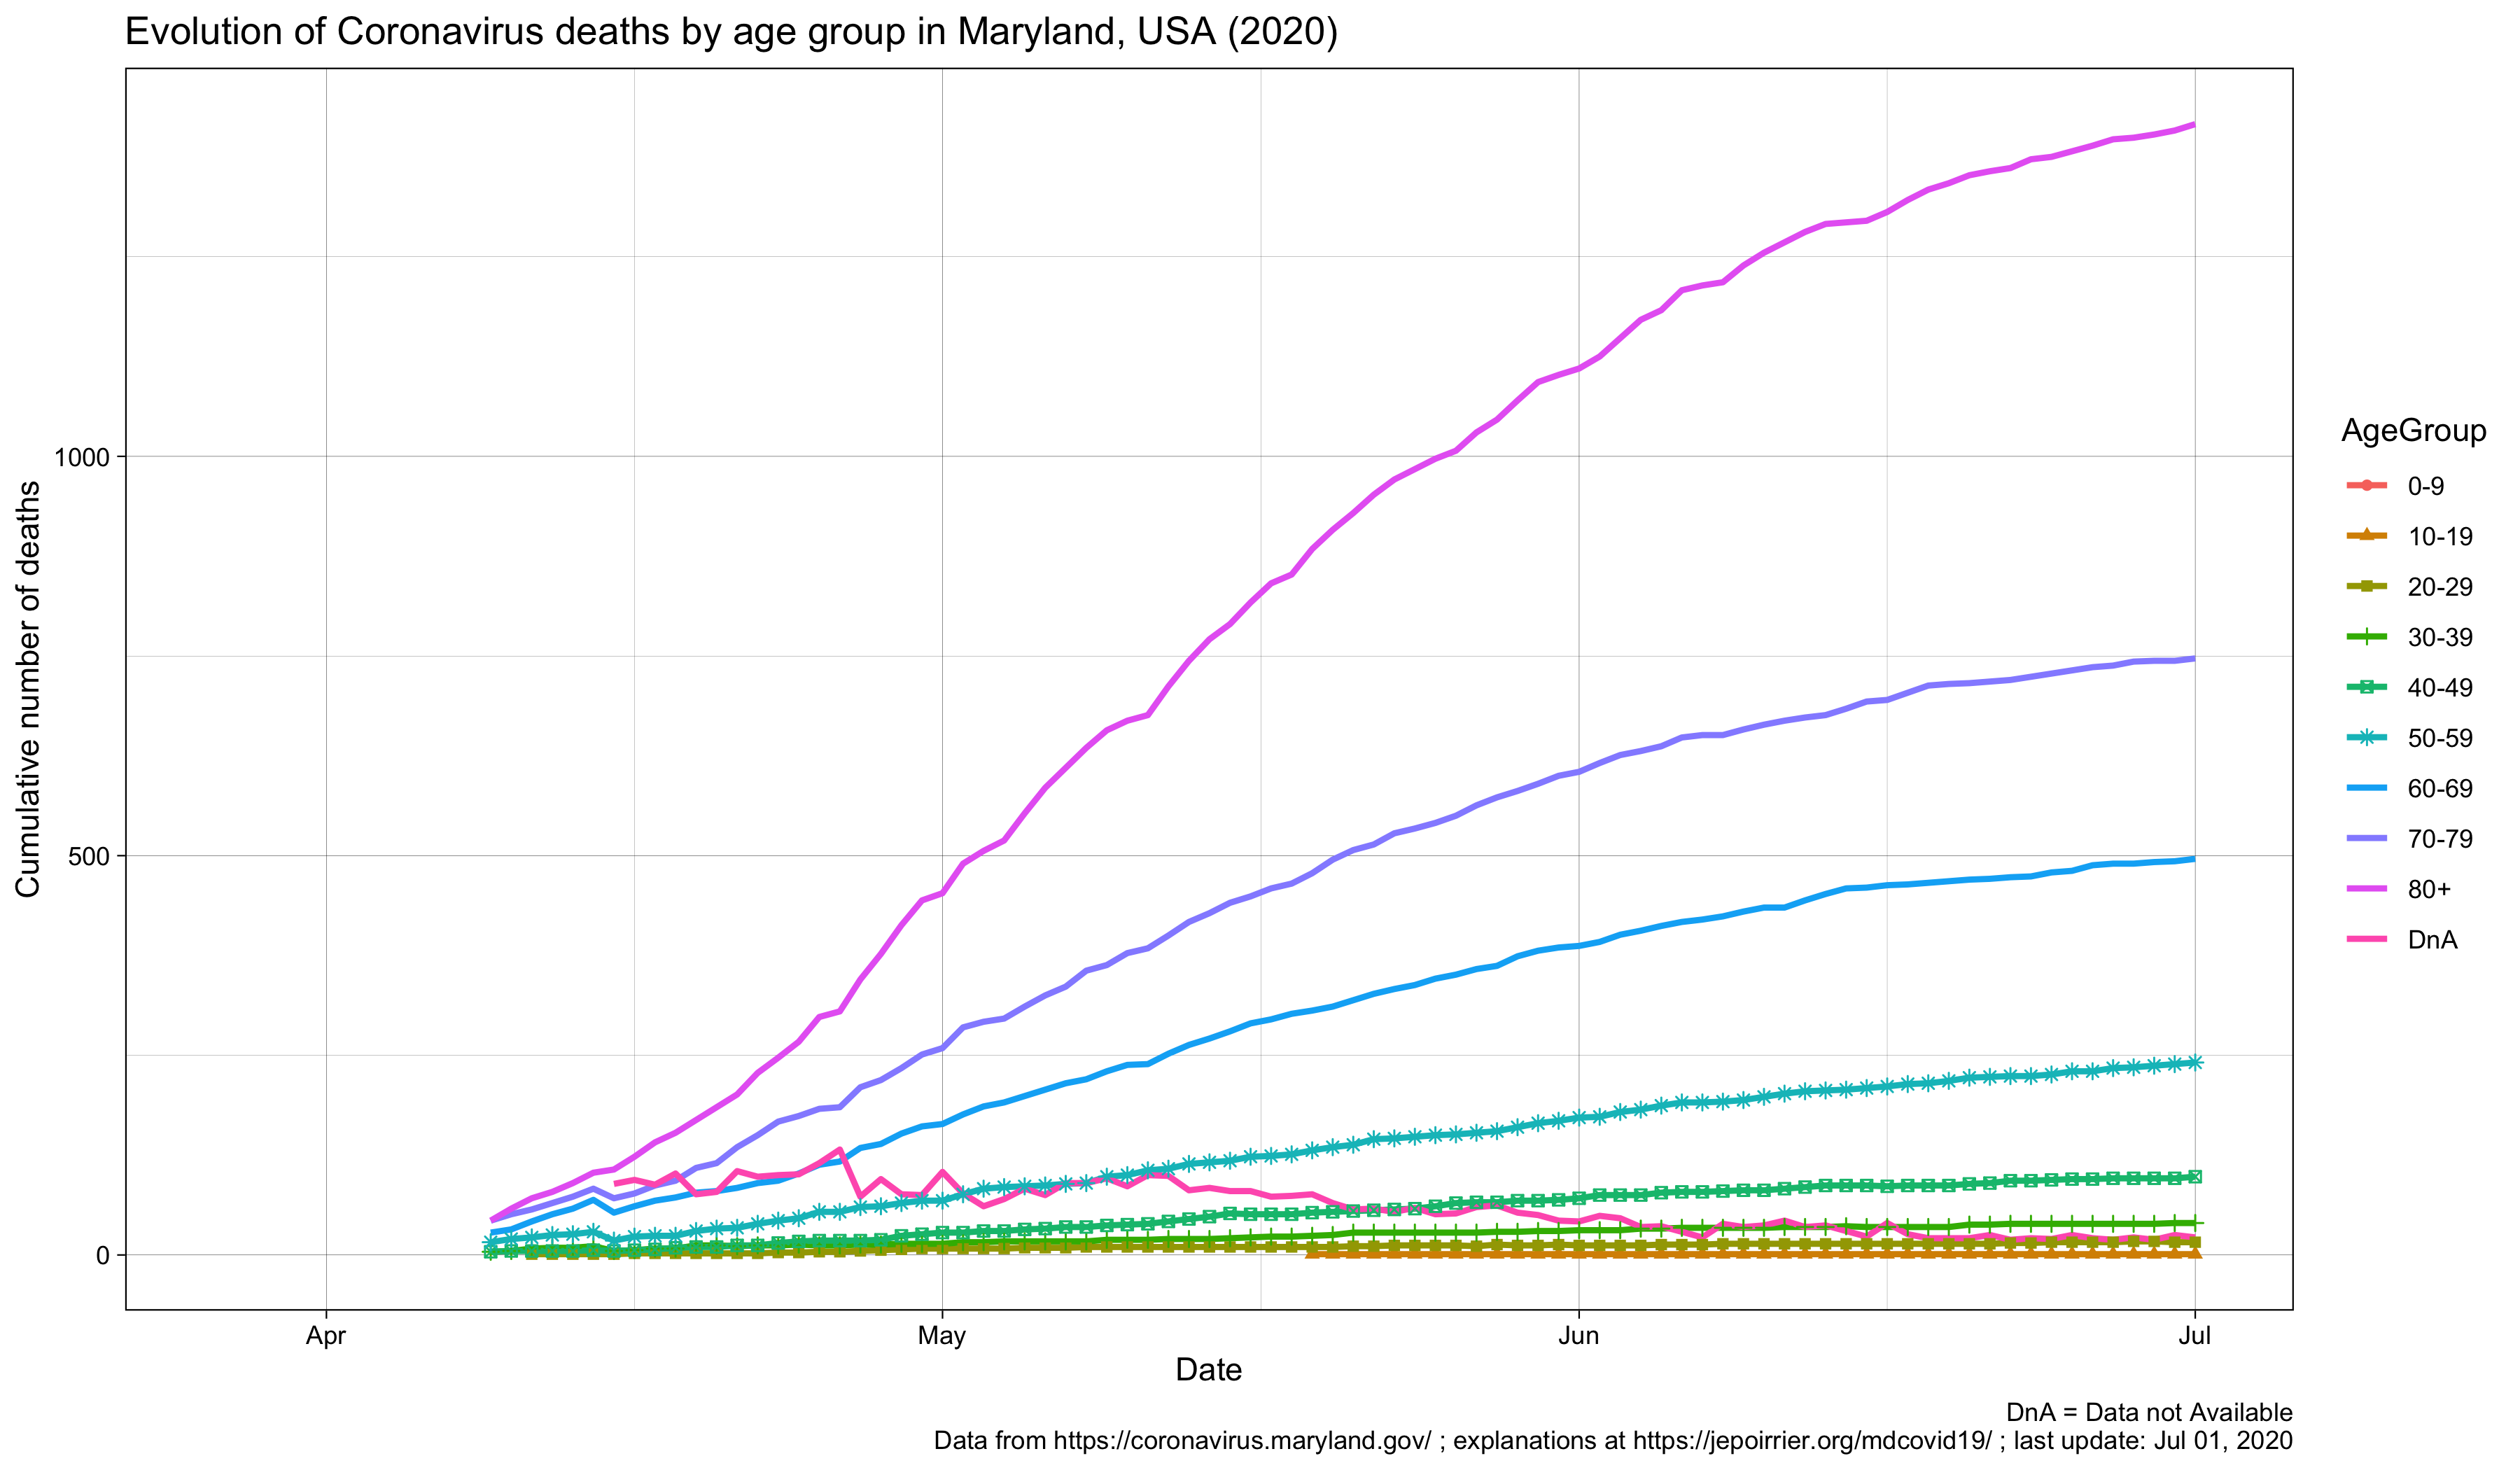 Evolution of Coronavirus deaths by age group in Maryland, USA (2020)
Cumulative number of deaths
1000
500
0
Apr
May
Jun
Jul
Date
AgeGroup
0-9
10-19
20-29
30-39
40-49
50-59
60-69
70-79
80+
DnA
DnA = Data not Available
Data from https://coronavirus.maryland.gov/ ; explanations at https://jepoirrier.org/mdcovid19/ ; last update: Jul 01, 2020